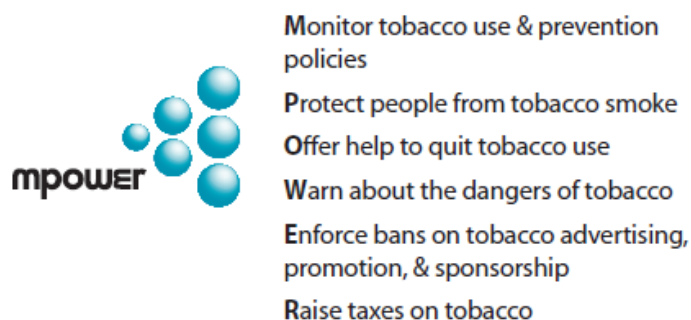 mpower
Monitor tobacco use & prevention
policies
Protect people from tobacco smoke
Offer help to quit tobacco use
Warn about the dangers of tobacco
Enforce bans on tobacco advertising,
promotion, & sponsorship
Raise taxes on tobacco